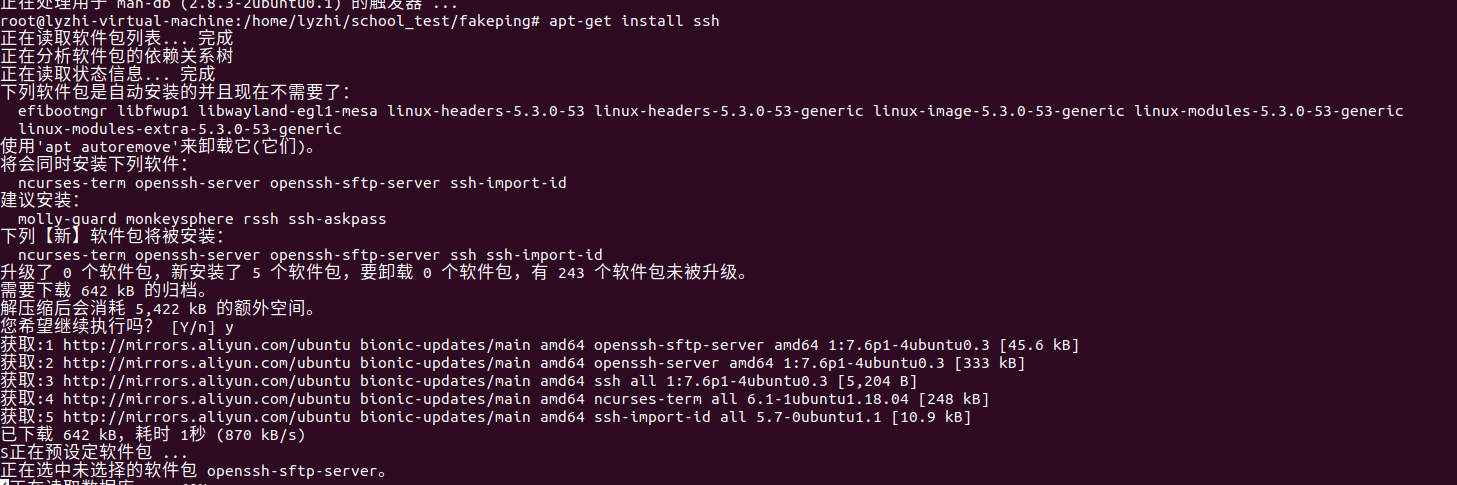 正在处理用于 man-db (2.8.3-2ubuntu0.1) 的触发器 ...
root@lyzhi-virtual-machine:/home/lyzhi/school_test/fakeping# apt-get install ssh
正在读取软件包列表... 完成
正在分析软件包的依赖关系树
正在读取状态信息... 完成
下列软件包是自动安装的并且现在不需要了：
  efibootmgr libfwup1 libwayland-egl1-mesa linux-headers-5.3.0-53 linux-headers-5.3.0-53-generic linux-image-5.3.0-53-generic linux-modules-5.3.0-53-generic
  linux-modules-extra-5.3.0-53-generic
使用'apt autoremove'来卸载它(它们)。
将会同时安装下列软件：
  ncurses-term openssh-server openssh-sftp-server ssh-import-id
建议安装：
  molly-guard monkeysphere rssh ssh-askpass
下列【新】软件包将被安装：
  ncurses-term openssh-server openssh-sftp-server ssh ssh-import-id
升级了 0 个软件包，新安装了 5 个软件包，要卸载 0 个软件包，有 243 个软件包未被升级。
需要下载 642 kB 的归档。
解压缩后会消耗 5,422 kB 的额外空间。
您希望继续执行吗？ [Y/n] y
获取:1 http://mirrors.aliyun.com/ubuntu bionic-updates/main amd64 openssh-sftp-server amd64 1:7.6p1-4ubuntu0.3 [45.6 kB]
获取:2 http://mirrors.aliyun.com/ubuntu bionic-updates/main amd64 openssh-server amd64 1:7.6p1-4ubuntu0.3 [333 kB]
获取:3 http://mirrors.aliyun.com/ubuntu bionic-updates/main amd64 ssh all 1:7.6p1-4ubuntu0.3 [5,204 B]
获取:4 http://mirrors.aliyun.com/ubuntu bionic-updates/main amd64 ncurses-term all 6.1-1ubuntu1.18.04 [248 kB]
获取:5 http://mirrors.aliyun.com/ubuntu bionic-updates/main amd64 ssh-import-id all 5.7-0ubuntu1.1 [10.9 kB]
已下载 642 kB，耗时 1秒 (870 kB/s)
S正在预设定软件包 ...
正在选中未选择的软件包 openssh-sftp-server。
正在读取数据库